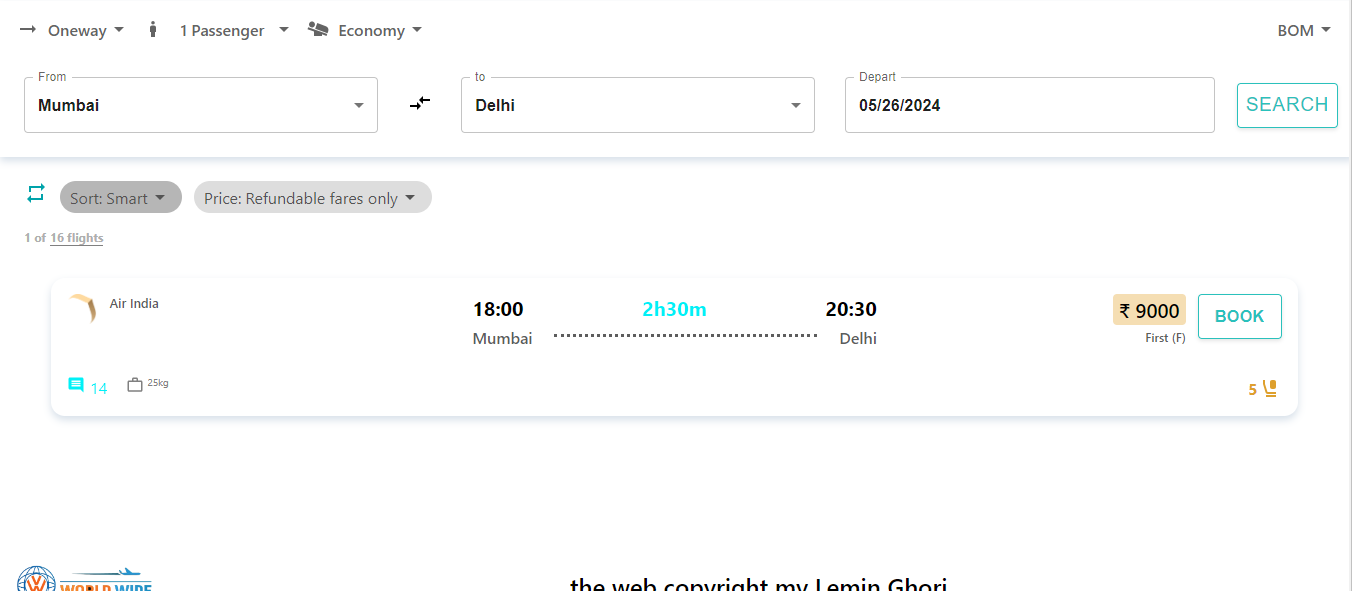 Oneway 1 Passenger Economy BOM
From to Depart
Mumbai Delhi 05/26/2024 SEARCH
Sort: Smart Price: Refundable fares only
1 of 16 flights
Air India 18:00 2h30m 20:30 ₹ 9000 BOOK
Mumbai Delhi First (F)
14 25kg 5
WORLD WIDE the web copyright my Lemin Ghori